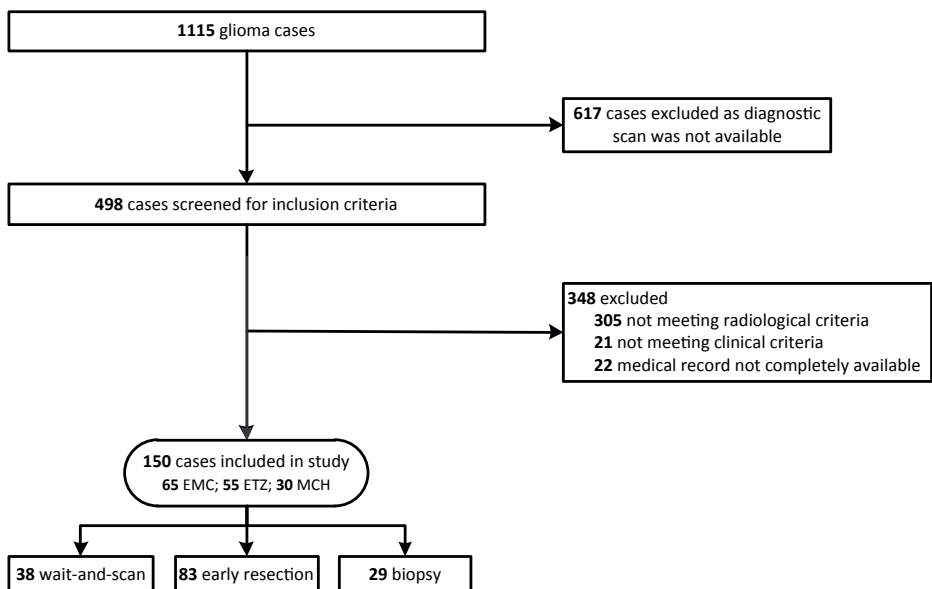 1115 glioma cases
617 cases excluded as diagnostic
scan was not available
498 cases screened for inclusion criteria
348 excluded
305 not meeting radiological criteria
21 not meeting clinical criteria
22 medical record not completely available
150 cases included in study
65 EMC; 55 ETZ; 30 MCH
38 wait-and-scan
83 early resection
29 biopsy